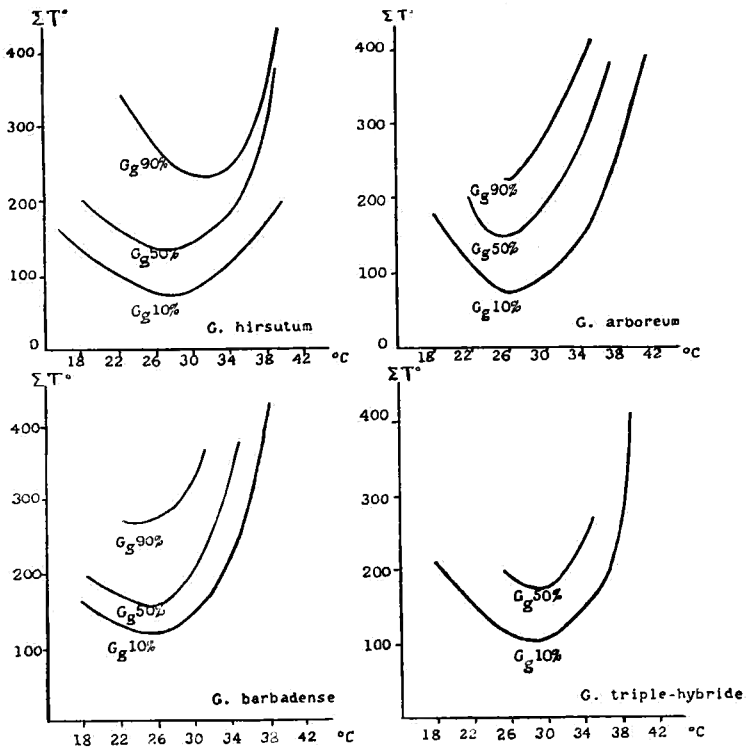 ΣT°
400
300
200
100
0
Gg90%
Gg50%
Gg10%
G. hirsutum
18 22 26 30 34 38 42 °C
ΣT°
400
300
200
100
0
Gg90%
Gg50%
Gg10%
G. arboreum
18 22 26 30 34 38 42 °C
ΣT°
400
300
200
100
Gg90%
Gg50%
Gg10%
G. barbadense
18 22 26 30 34 38 42 °C
ΣT°
400
300
200
100
Gg50%
Gg10%
G. triple-hybride
18 22 26 30 34 38 42 °C